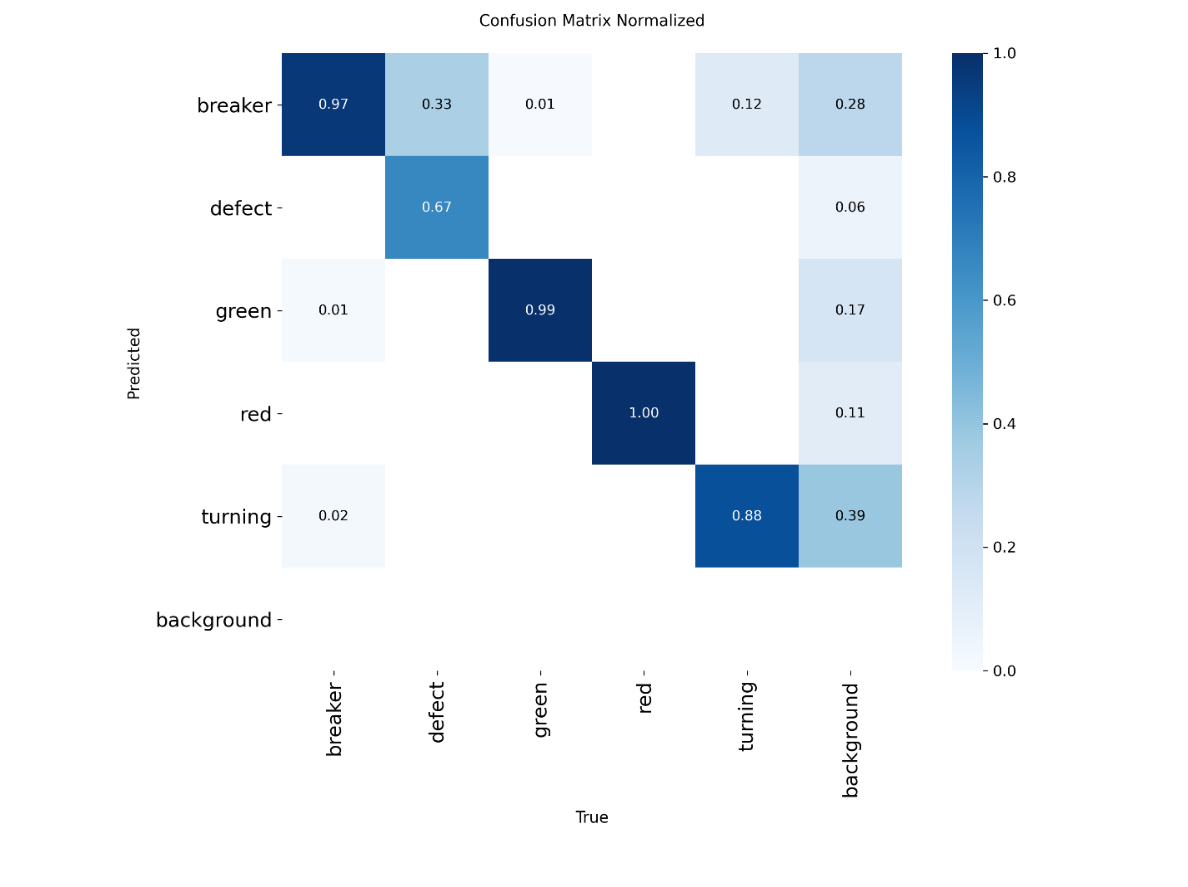 Confusion Matrix Normalized
breaker 0.97 0.33 0.01 0.12 0.28
defect 0.67 0.06
green 0.01 0.99 0.17
red 1.00 0.11
turning 0.02 0.88 0.39
background
breaker defect green red turning background
Predicted
True
1.0
0.8
0.6
0.4
0.2
0.0